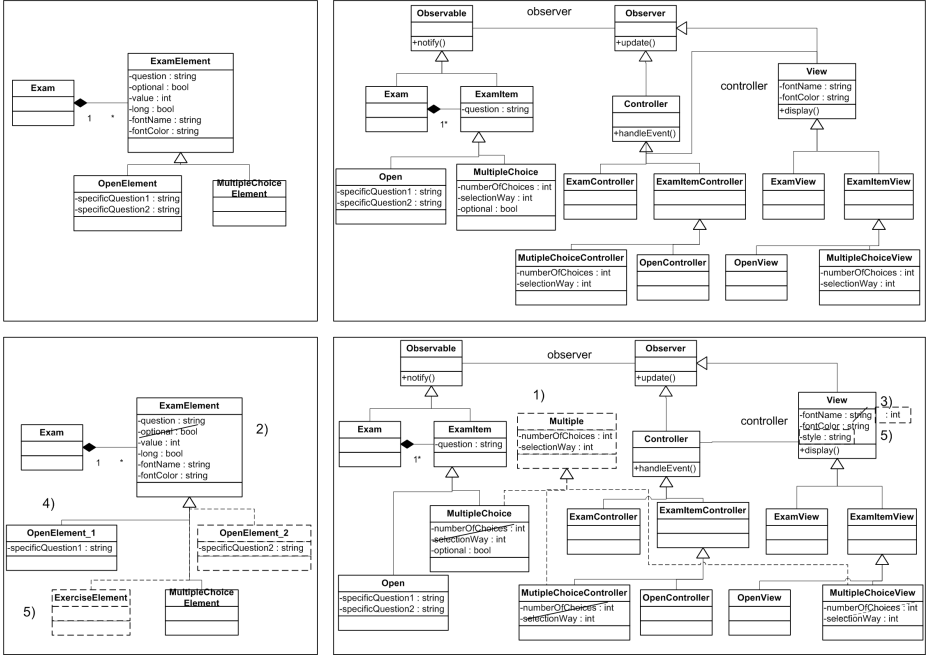 ExamElement
-question : string
-optional : bool
-value : int
-long : bool
-fontName : string
-fontColor : string
Exam
1
*
OpenElement
-specificQuestion1 : string
-specificQuestion2 : string
MultipleChoice
Element
Observable
+notify()
observer
Observer
+update()
Exam
1*
ExamItem
-question : string
Controller
+handleEvent()
controller
View
-fontName : string
-fontColor : string
+display()
Open
-specificQuestion1 : string
-specificQuestion2 : string
MultipleChoice
-numberOfChoices : int
-selectionWay : int
-optional : bool
ExamController
ExamItemController
ExamView
ExamItemView
MutipleChoiceController
-numberOfChoices : int
-selectionWay : int
OpenController
OpenView
MultipleChoiceView
-numberOfChoices : int
-selectionWay : int
ExamElement
-question : string
-optional : bool
-value : int
-long : bool
-fontName : string
-fontColor : string
2)
Exam
1
*
4)
OpenElement_1
-specificQuestion1 : string
OpenElement_2
-specificQuestion2 : string
5)
ExerciseElement
MultipleChoice
Element
Observable
+notify()
observer
Observer
+update()
1)
Multiple
-numberOfChoices : int
-selectionWay : int
Exam
1*
ExamItem
-question : string
Controller
+handleEvent()
controller
View
-fontName : string
-fontColor : string
-style : string
+display()
3)
: int
5)
MultipleChoice
-numberOfChoices : int
-selectionWay : int
-optional : bool
ExamController
ExamItemController
ExamView
ExamItemView
Open
-specificQuestion1 : string
-specificQuestion2 : string
MutipleChoiceController
-numberOfChoices : int
-selectionWay : int
OpenController
OpenView
MultipleChoiceView
-numberOfChoices : int
-selectionWay : int